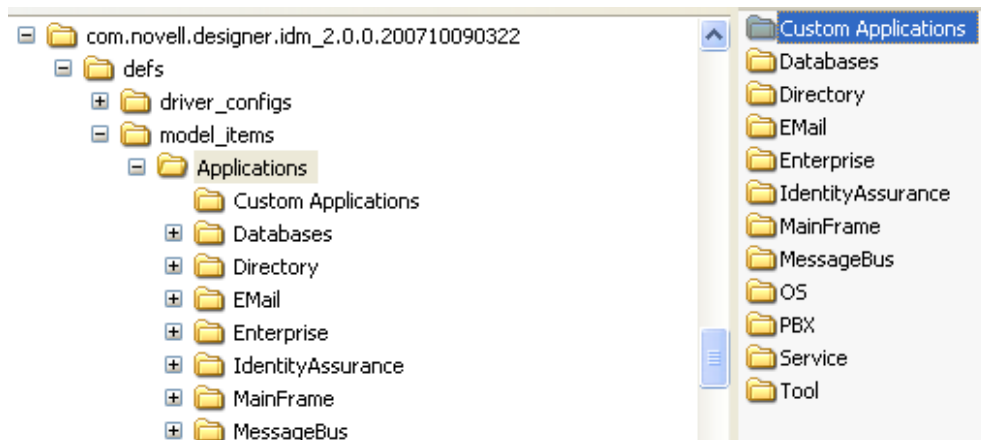 com.novell.designer.idm_2.0.0.200710090322
defs
driver_configs
model_items
Applications
Custom Applications
Databases
Directory
EMail
Enterprise
IdentityAssurance
MainFrame
MessageBus
Custom Applications
Databases
Directory
EMail
Enterprise
IdentityAssurance
MainFrame
MessageBus
OS
PBX
Service
Tool